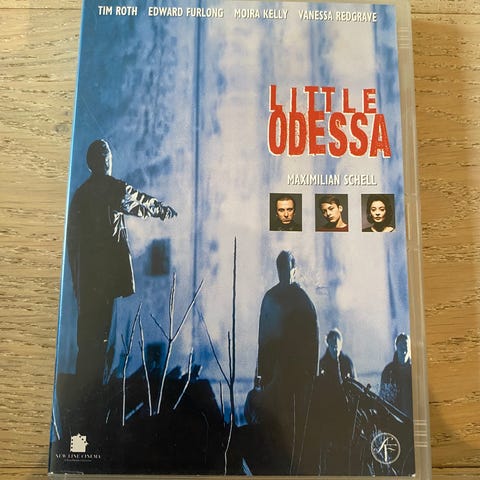 TIM ROTH EDWARD FURLONG MOIRA KELLY VANESSA REDGRAVE
LITTLE
ODESSA
MAXIMILIAN SCHELL
NEW LINE CINEMA